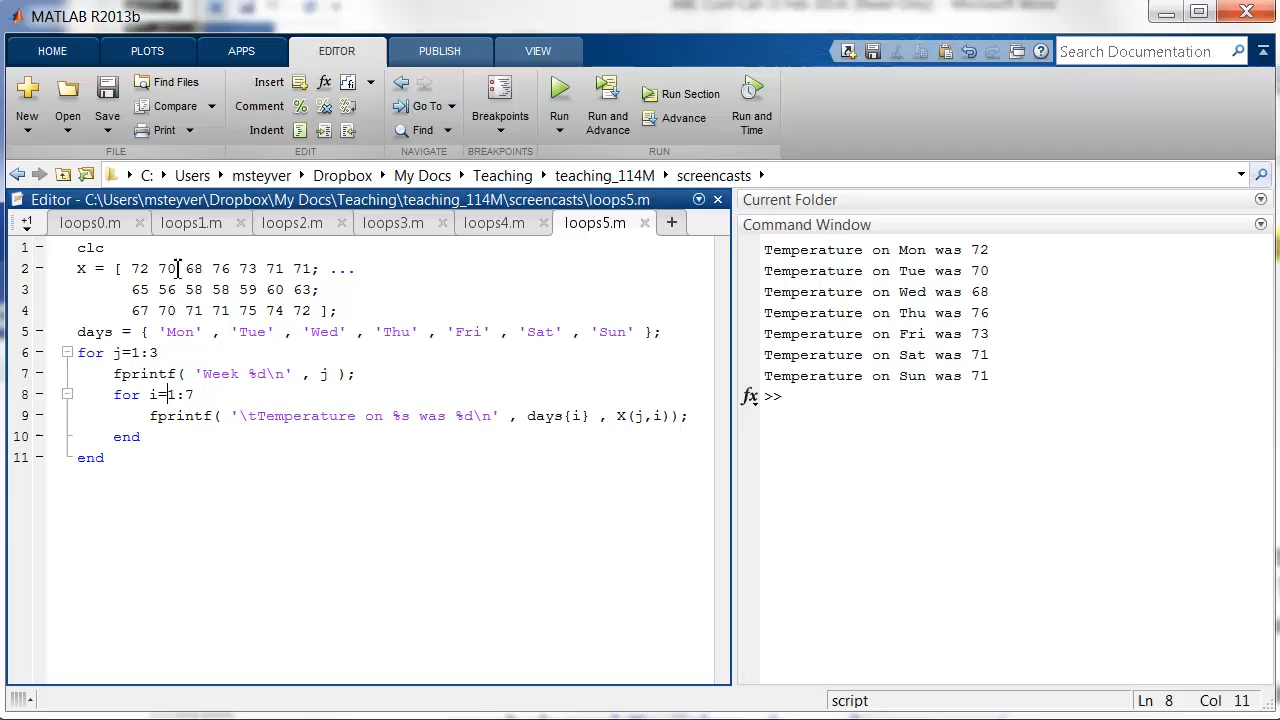 MATLAB R2013b
HOME PLOTS APPS EDITOR PUBLISH VIEW Search Documentation
New Open Save Find Files Compare Print Insert Comment Indent fx Go To Find Breakpoints Run Run and Advance Run Section Advance Run and Time
FILE EDIT NAVIGATE BREAKPOINTS RUN
C: Users msteyver Dropbox My Docs Teaching teaching_114M screencasts
Editor - C:\Users\msteyver\Dropbox\My Docs\Teaching\teaching_114M\screencasts\loops5.m
+1 loops0.m loops1.m loops2.m loops3.m loops4.m loops5.m
1 clc
2 X = [ 72 70 68 76 73 71 71; ...
3 65 56 58 58 59 60 63;
4 67 70 71 71 75 74 72 ];
5 days = { 'Mon' , 'Tue' , 'Wed' , 'Thu' , 'Fri' , 'Sat' , 'Sun' };
6 for j=1:3
7 fprintf( 'Week %d\n' , j );
8 for i=1:7
9 fprintf( '\tTemperature on %s was %d\n' , days{i} , X(j,i));
10 end
11 end
Current Folder
Command Window
Temperature on Mon was 72
Temperature on Tue was 70
Temperature on Wed was 68
Temperature on Thu was 76
Temperature on Fri was 73
Temperature on Sat was 71
Temperature on Sun was 71
fx >>
script Ln 8 Col 11